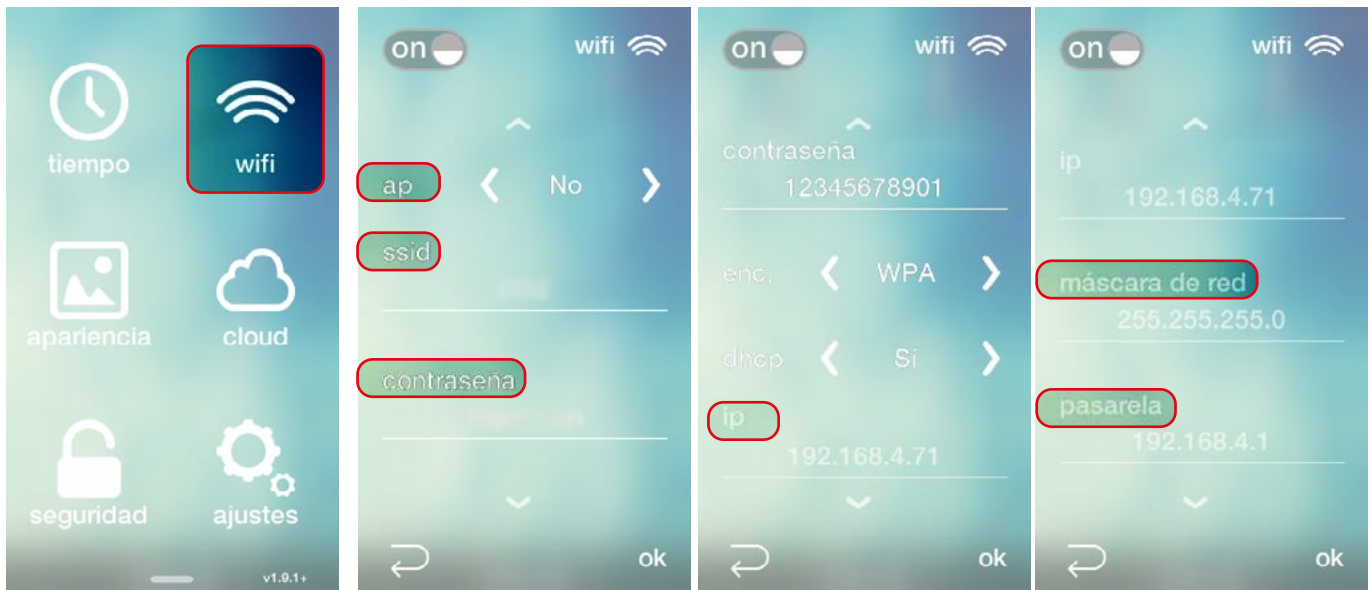 tiempo
wifi
apariencia
cloud
seguridad
ajustes
v1.9.1+
on
wifi
ap
No
ssid
contraseña
ok
on
wifi
contraseña
12345678901
enc.
WPA
dhcp
Si
ip
192.168.4.71
ok
on
wifi
ip
192.168.4.71
máscara de red
255.255.255.0
pasarela
192.168.4.1
ok